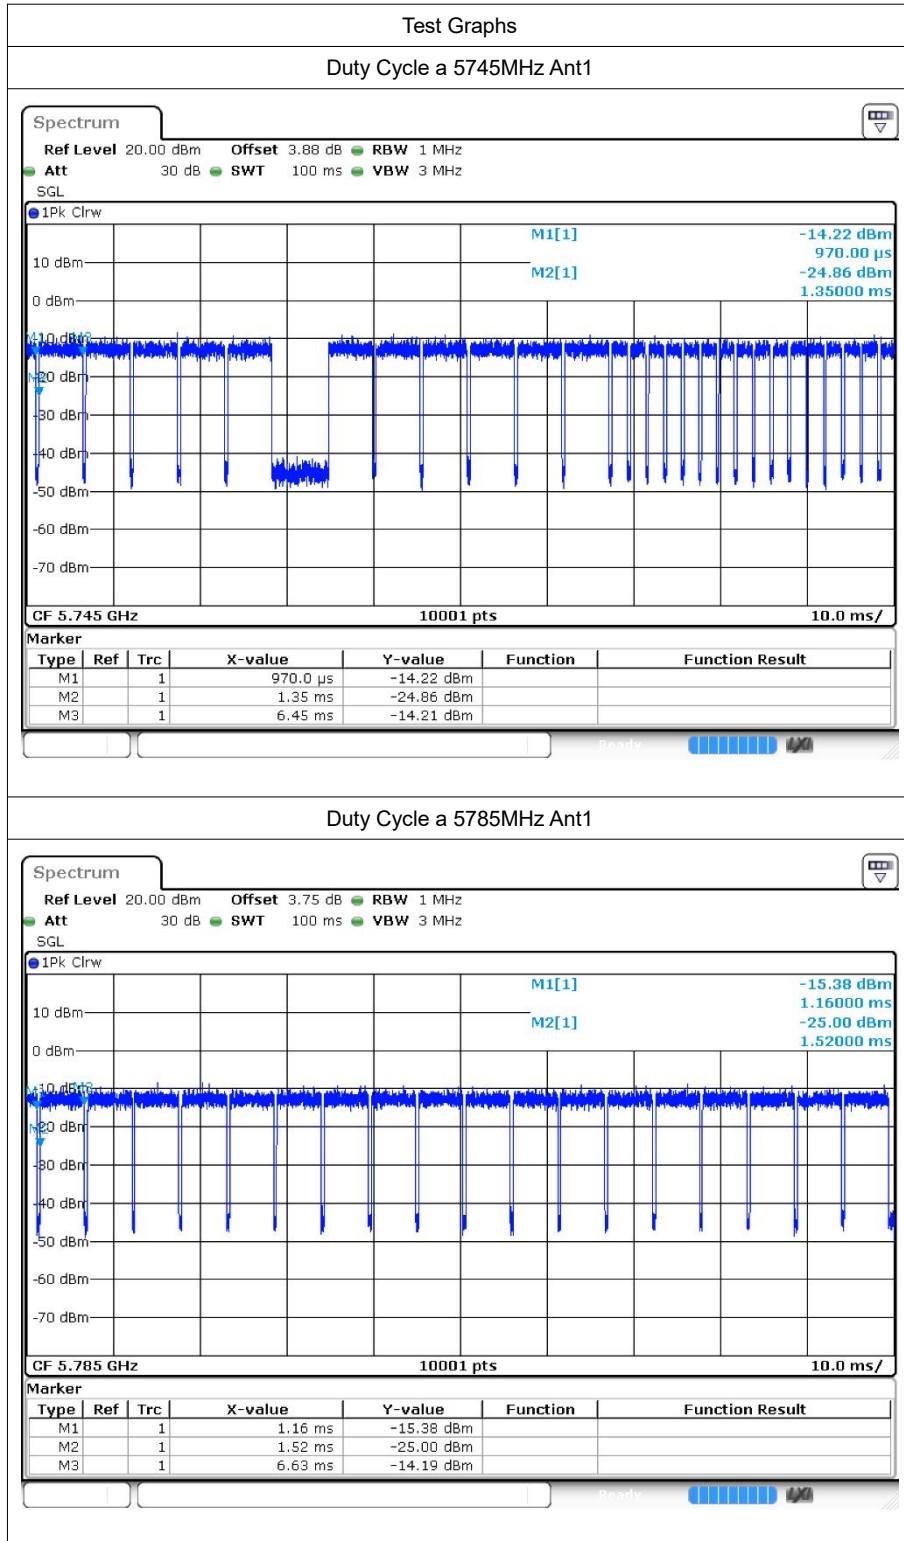 Test Graphs
Duty Cycle a 5745MHz Ant1
Spectrum
Ref Level 20.00 dBm Offset 3.88 dB RBW 1 MHz
Att 30 dB SWT 100 ms VBW 3 MHz
SGL
1Pk Clrw
M1[1] -14.22 dBm
970.00 µs
10 dBm
M2[1] -24.86 dBm
1.35000 ms
0 dBm
-10 dBm
-20 dBm
-30 dBm
-40 dBm
-50 dBm
-60 dBm
-70 dBm
CF 5.745 GHz 10001 pts 10.0 ms/
Marker
Type Ref Trc X-value Y-value Function Function Result
M1 1 970.0 µs -14.22 dBm
M2 1 1.35 ms -24.86 dBm
M3 1 6.45 ms -14.21 dBm
Ready
Duty Cycle a 5785MHz Ant1
Spectrum
Ref Level 20.00 dBm Offset 3.75 dB RBW 1 MHz
Att 30 dB SWT 100 ms VBW 3 MHz
SGL
1Pk Clrw
M1[1] -15.38 dBm
1.16000 ms
10 dBm
M2[1] -25.00 dBm
1.52000 ms
0 dBm
-10 dBm
-20 dBm
-30 dBm
-40 dBm
-50 dBm
-60 dBm
-70 dBm
CF 5.785 GHz 10001 pts 10.0 ms/
Marker
Type Ref Trc X-value Y-value Function Function Result
M1 1 1.16 ms -15.38 dBm
M2 1 1.52 ms -25.00 dBm
M3 1 6.63 ms -14.19 dBm
Ready